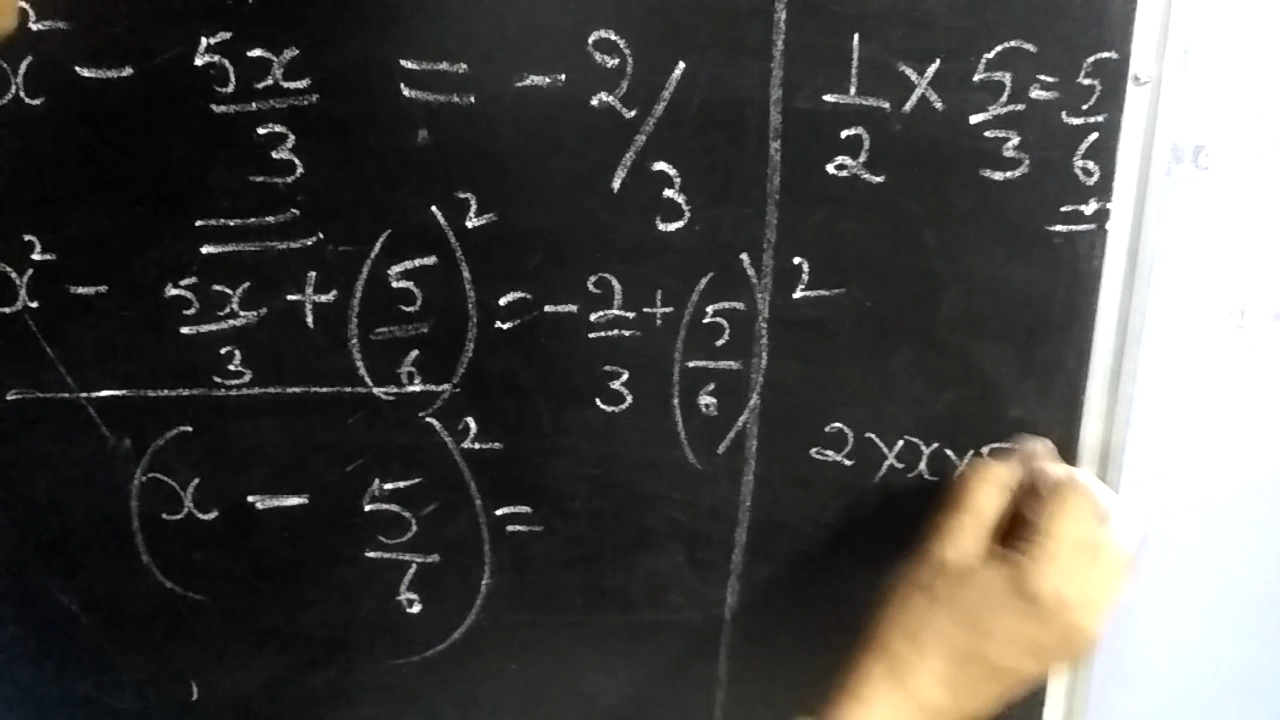 x² - 5x/3 = -2/3
1/2 × 5/3 = 5/6
x² - 5x/3 + (5/6)² = -2/3 + (5/6)²
(x - 5/6)² =
2 × x ×